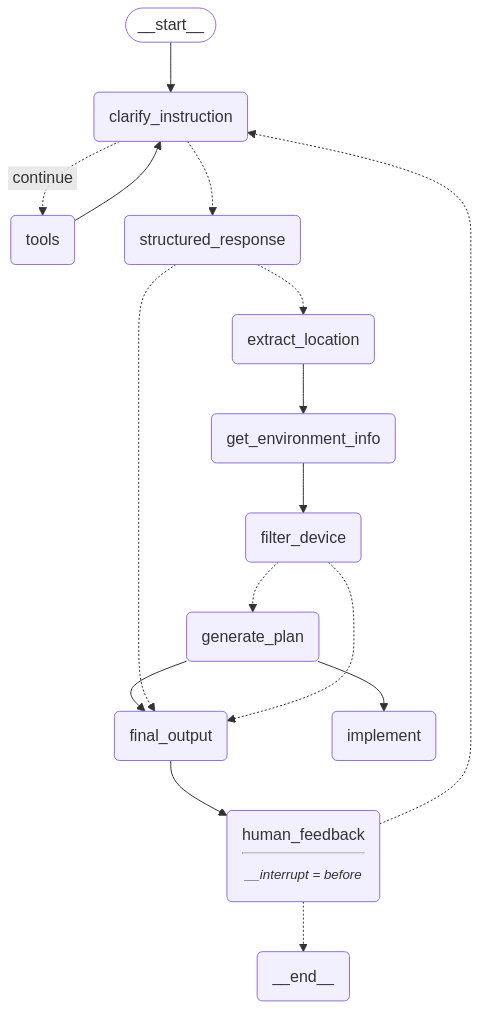 __start__
clarify_instruction
continue
tools
structured_response
extract_location
get_environment_info
filter_device
generate_plan
final_output
implement
human_feedback
__interrupt = before
__end__